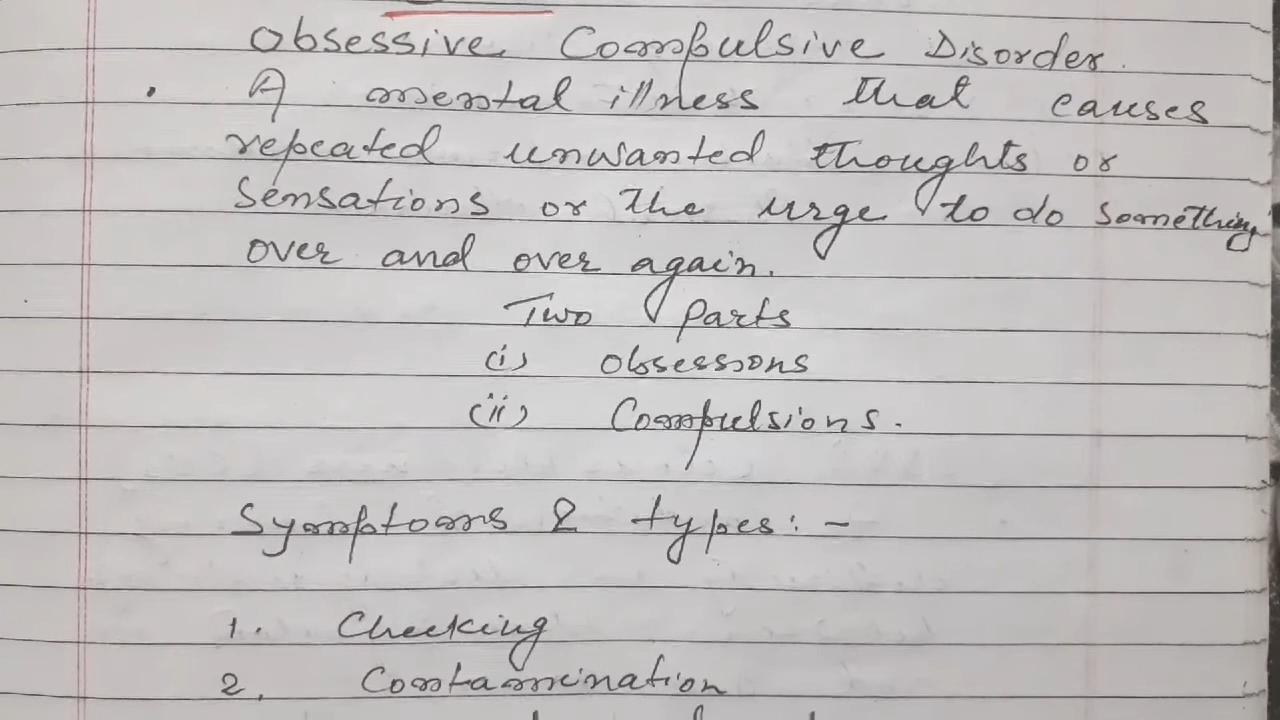 Obsessive Compulsive Disorder.
. A mental illness that causes
repeated unwanted thoughts or
Sensations or the urge to do something
over and over again.
Two Parts
(i) Obsessions
(ii) Compulsions.
Symptoms & types: -
1. Checking
2. Contamination